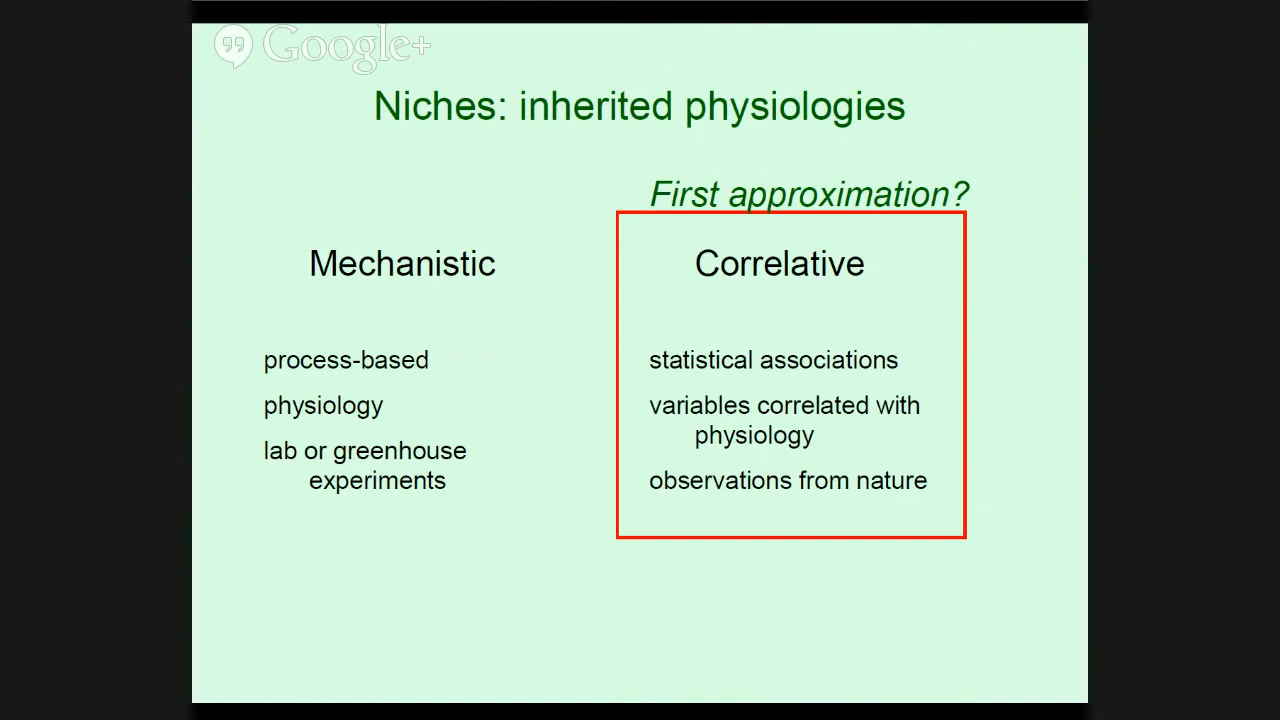 Google+
Niches: inherited physiologies
First approximation?
Mechanistic
Correlative
process-based
physiology
lab or greenhouse
experiments
statistical associations
variables correlated with
physiology
observations from nature